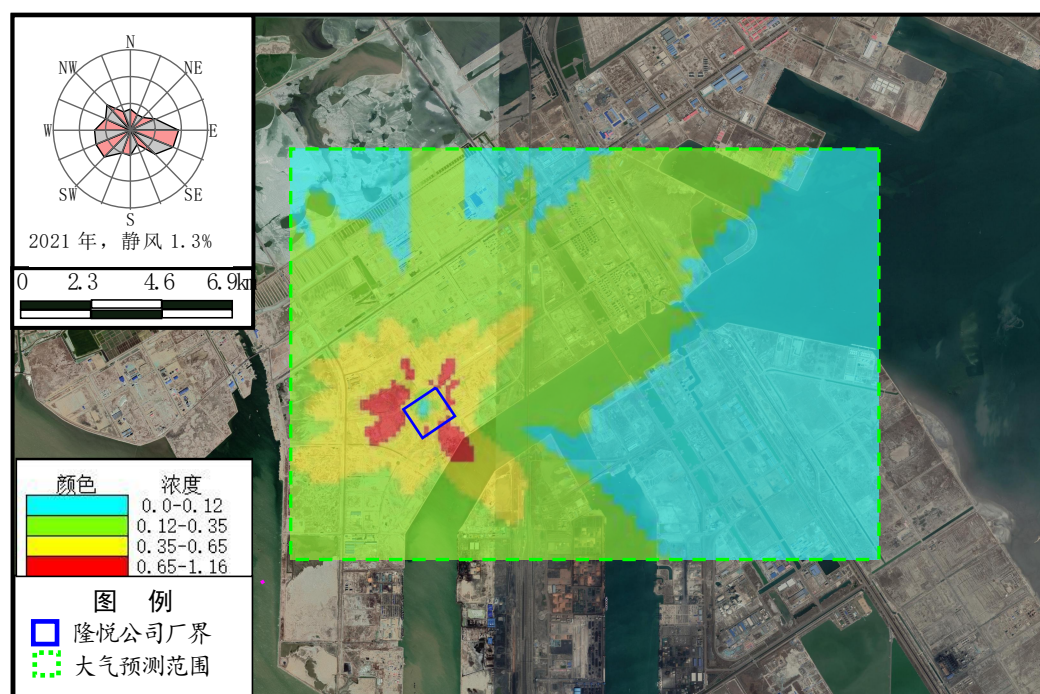 N
NW
NE
W
E
SW
SE
S
2021 年，静风 1.3%
0 2.3 4.6 6.9km
颜色 浓度
0.0-0.12
0.12-0.35
0.35-0.65
0.65-1.16
图 例
隆悦公司厂界
大气预测范围